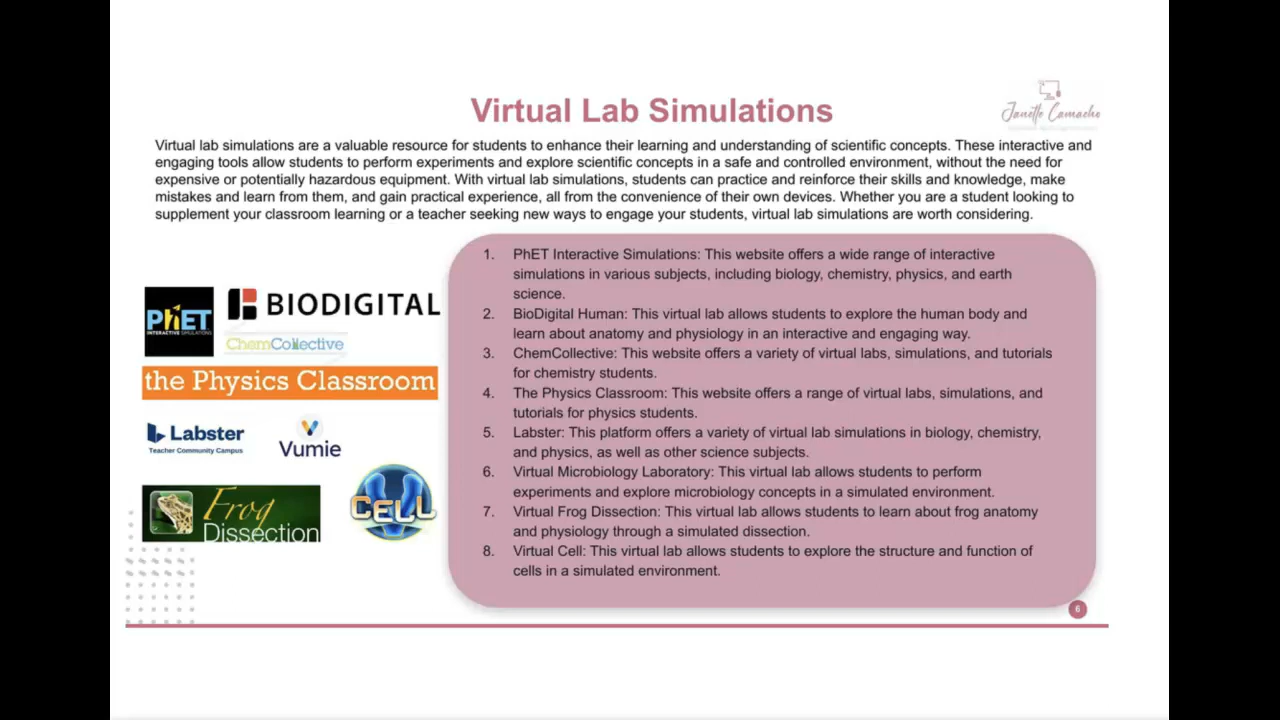 Virtual Lab Simulations
Janette Camacho
Virtual lab simulations are a valuable resource for students to enhance their learning and understanding of scientific concepts. These interactive and
engaging tools allow students to perform experiments and explore scientific concepts in a safe and controlled environment, without the need for
expensive or potentially hazardous equipment. With virtual lab simulations, students can practice and reinforce their skills and knowledge, make
mistakes and learn from them, and gain practical experience, all from the convenience of their own devices. Whether you are a student looking to
supplement your classroom learning or a teacher seeking new ways to engage your students, virtual lab simulations are worth considering.
PhET
INTERACTIVE SIMULATIONS
BIODIGITAL
ChemCollective
the Physics Classroom
Labster
Teacher Community Campus
Vumie
Frog
Dissection
CELL
1. PhET Interactive Simulations: This website offers a wide range of interactive
simulations in various subjects, including biology, chemistry, physics, and earth
science.
2. BioDigital Human: This virtual lab allows students to explore the human body and
learn about anatomy and physiology in an interactive and engaging way.
3. ChemCollective: This website offers a variety of virtual labs, simulations, and tutorials
for chemistry students.
4. The Physics Classroom: This website offers a range of virtual labs, simulations, and
tutorials for physics students.
5. Labster: This platform offers a variety of virtual lab simulations in biology, chemistry,
and physics, as well as other science subjects.
6. Virtual Microbiology Laboratory: This virtual lab allows students to perform
experiments and explore microbiology concepts in a simulated environment.
7. Virtual Frog Dissection: This virtual lab allows students to learn about frog anatomy
and physiology through a simulated dissection.
8. Virtual Cell: This virtual lab allows students to explore the structure and function of
cells in a simulated environment.
6